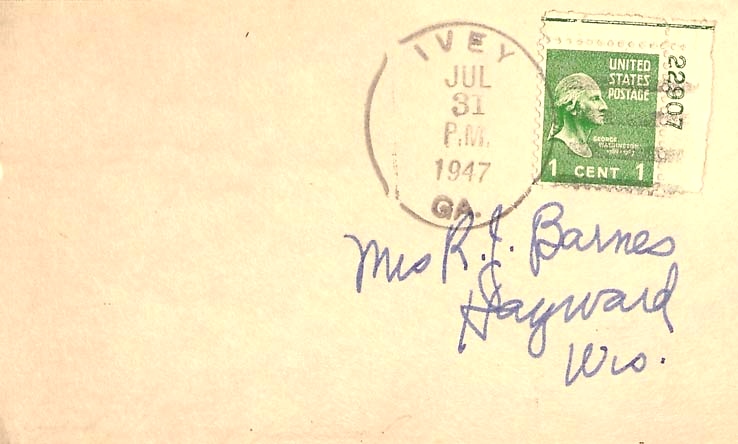 IVEY
JUL
31
P.M.
1947
GA.
UNITED
STATES
POSTAGE
GEORGE
WASHINGTON
1 CENT 1
22907
Mrs R. J. Barnes
Hayward
Wis.